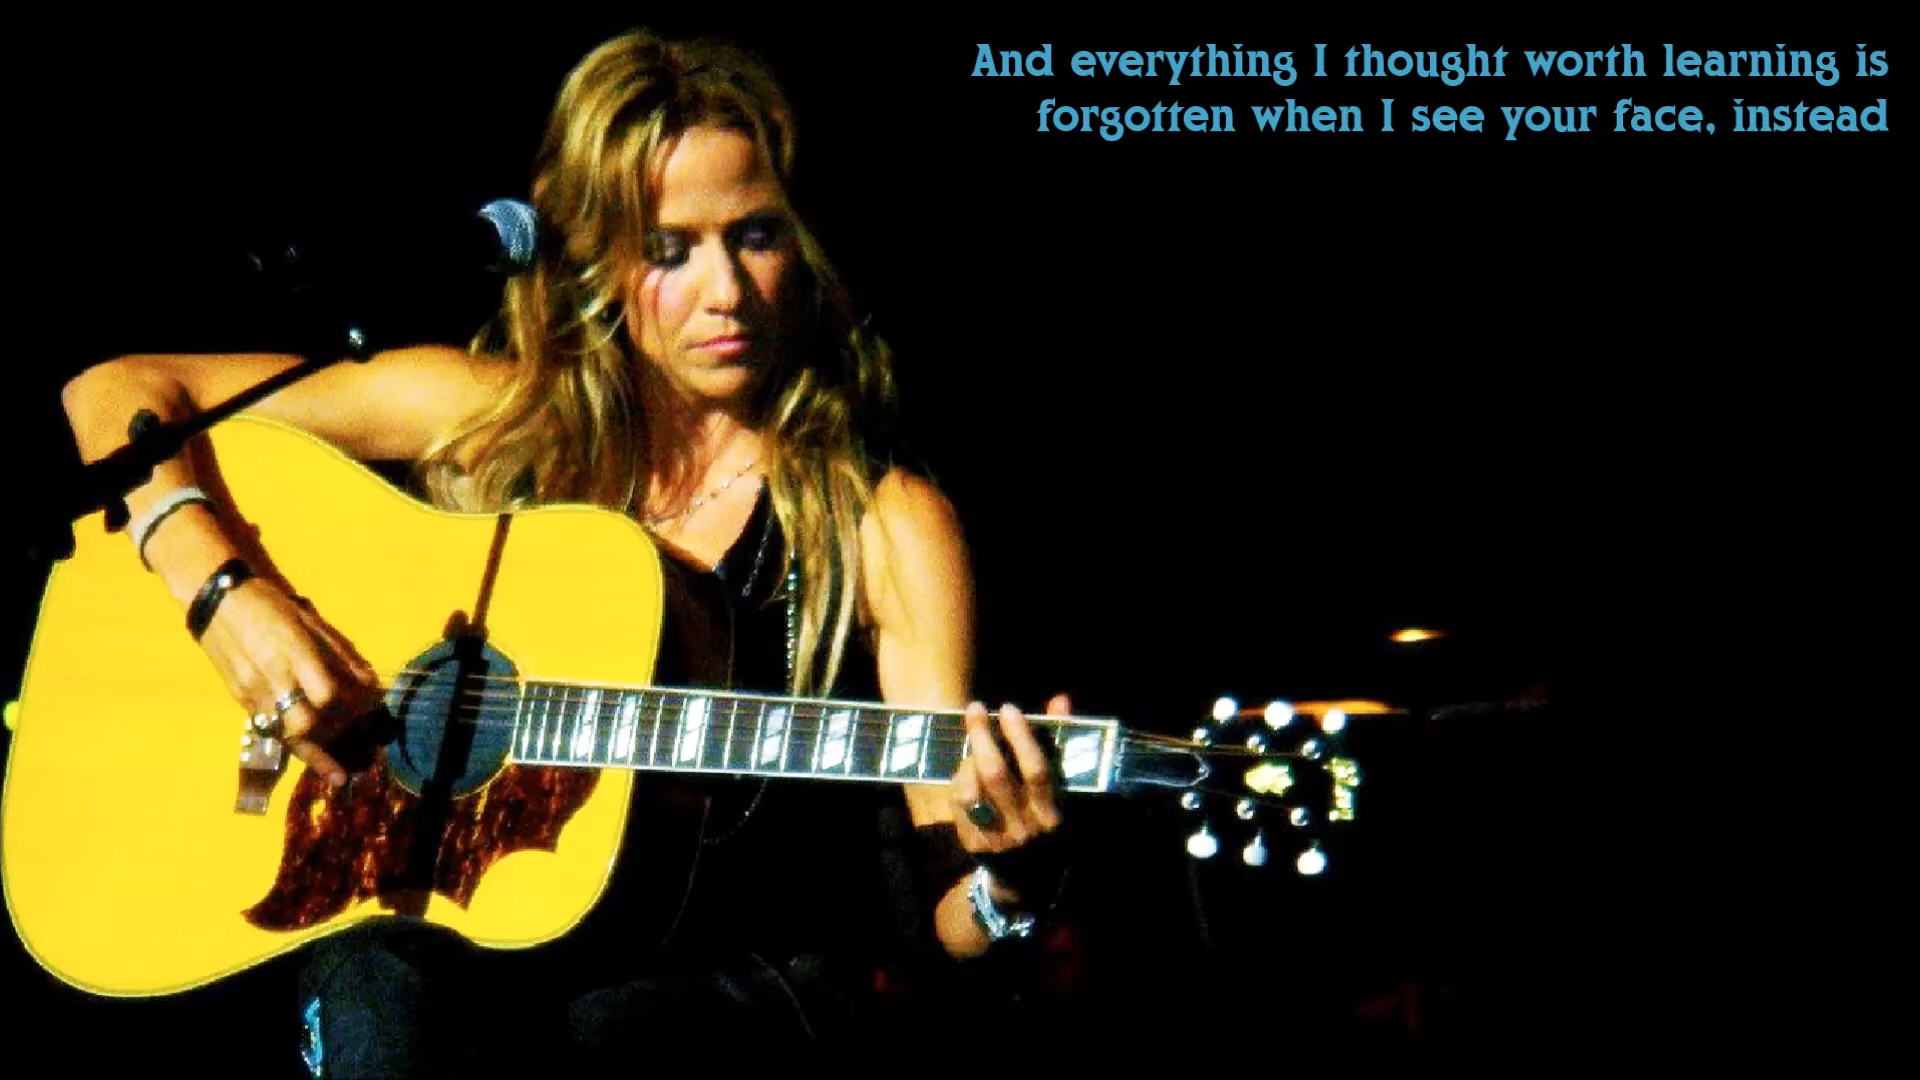 And everything I thought worth learning is
forgotten when I see your face, instead